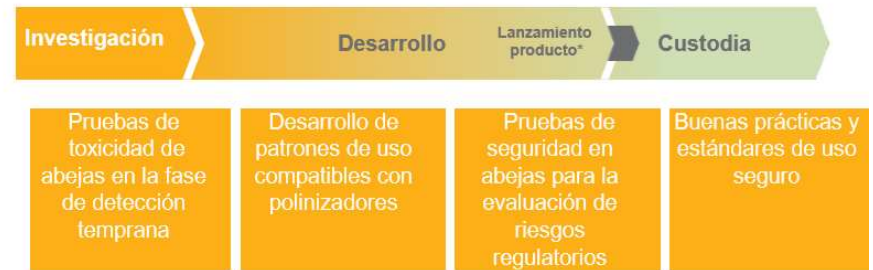 Investigación
Desarrollo
Lanzamiento
producto*
Custodia
Pruebas de
toxicidad de
abejas en la fase
de detección
temprana
Desarrollo de
patrones de uso
compatibles con
polinizadores
Pruebas de
seguridad en
abejas para la
evaluación de
riesgos
regulatorios
Buenas prácticas y
estándares de uso
seguro